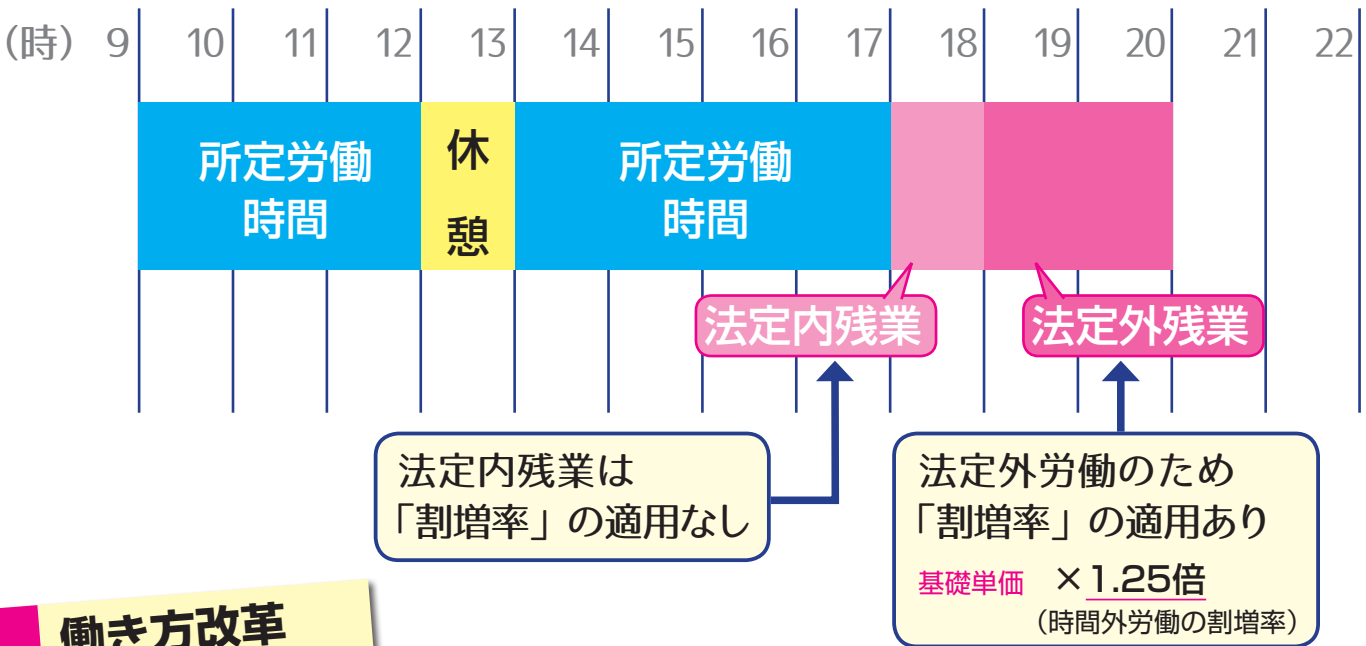 （時） 9 10 11 12 13 14 15 16 17 18 19 20 21 22
所定労働
時間
休
憩
所定労働
時間
法定内残業
法定外残業
法定内残業は
「割増率」の適用なし
法定外労働のため
「割増率」の適用あり
基礎単価 ×1.25倍
（時間外労働の割増率）
働き方改革